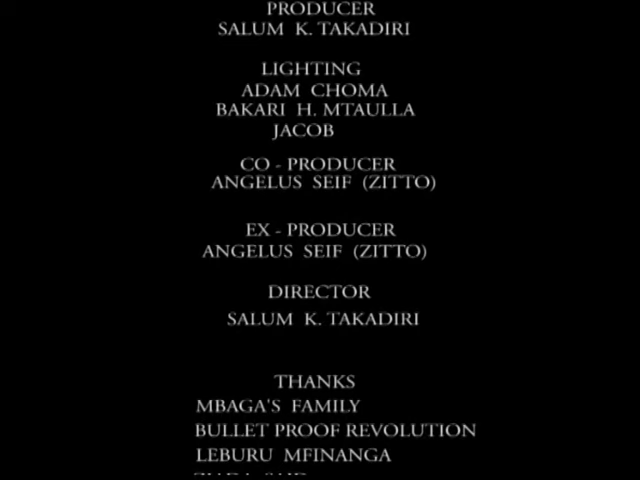 PRODUCER
SALUM K. TAKADIRI
LIGHTING
ADAM CHOMA
BAKARI H. MTAULLA
JACOB
CO - PRODUCER
ANGELUS SEIF (ZITTO)
EX - PRODUCER
ANGELUS SEIF (ZITTO)
DIRECTOR
SALUM K. TAKADIRI
THANKS
MBAGA'S FAMILY
BULLET PROOF REVOLUTION
LEBURU MFINANGA